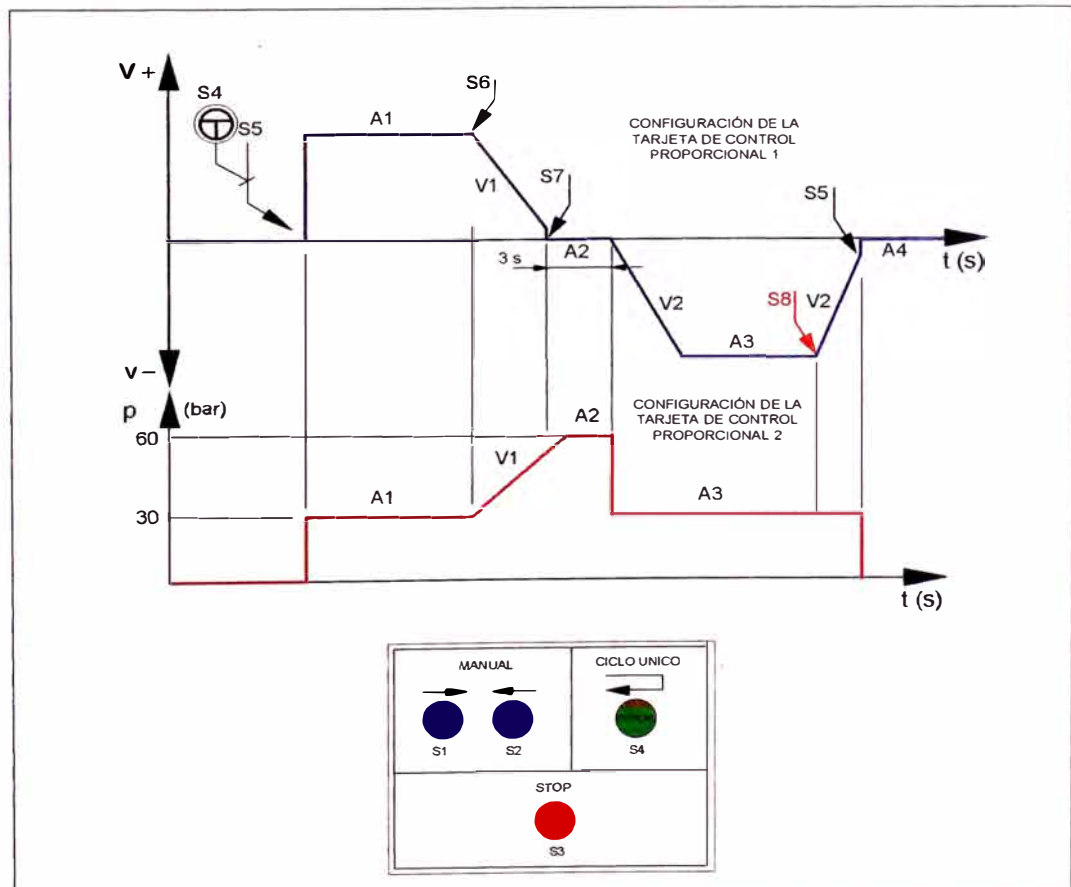 V +
S4
S5
A1
S6
CONFIGURACIÓN DE LA
TARJETA DE CONTROL
PROPORCIONAL 1
V1
S7
S5
3 s
A2
A4
t (s)
V2
S8
V2
A3
v -
p (bar)
CONFIGURACIÓN DE LA
TARJETA DE CONTROL
PROPORCIONAL 2
A2
60
V1
A3
A1
30
t (s)
MANUAL
CICLO UNICO
S1
S2
S4
STOP
S3